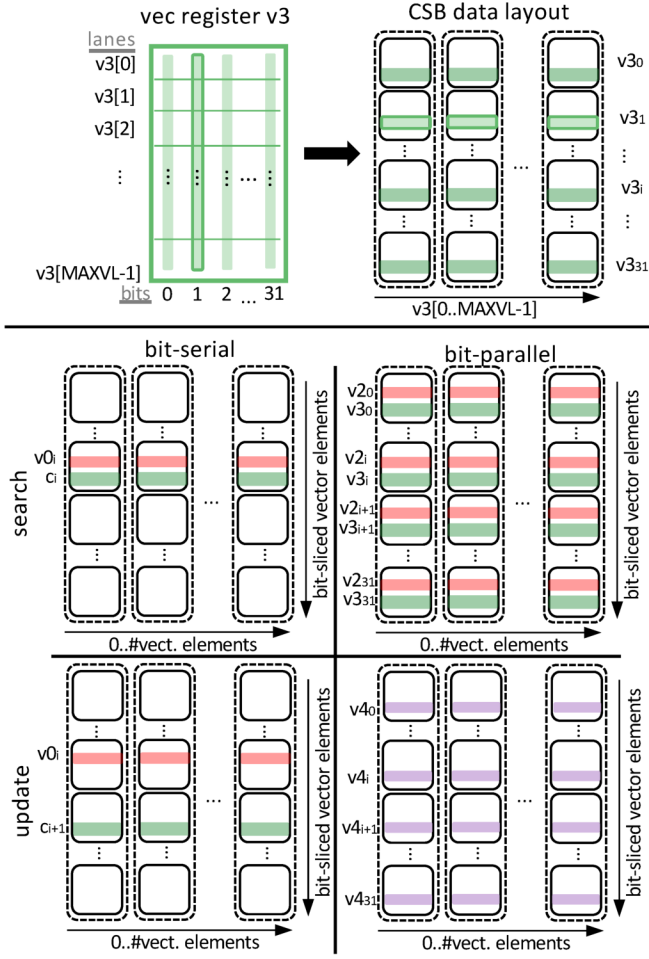 vec register v3
CSB data layout
lanes
v3[0]
v3[1]
v3[2]
⋮
⋮ ⋮ ⋮ ... ⋮
v3[MAXVL-1]
bits 0 1 2 ... 31
v3₀
v3₁
...
v3ᵢ
...
v3₃₁
v3[0..MAXVL-1]
bit-serial
bit-parallel
search
v0ᵢ
cᵢ
...
bit-sliced vector elements
0..#vect. elements
v2₀
v3₀
v2ᵢ
v3ᵢ
v2ᵢ₊₁
v3ᵢ₊₁
v2₃₁
v3₃₁
...
bit-sliced vector elements
0..#vect. elements
update
v0ᵢ
cᵢ₊₁
...
bit-sliced vector elements
0..#vect. elements
v4₀
v4ᵢ
v4ᵢ₊₁
v4₃₁
...
bit-sliced vector elements
0..#vect. elements